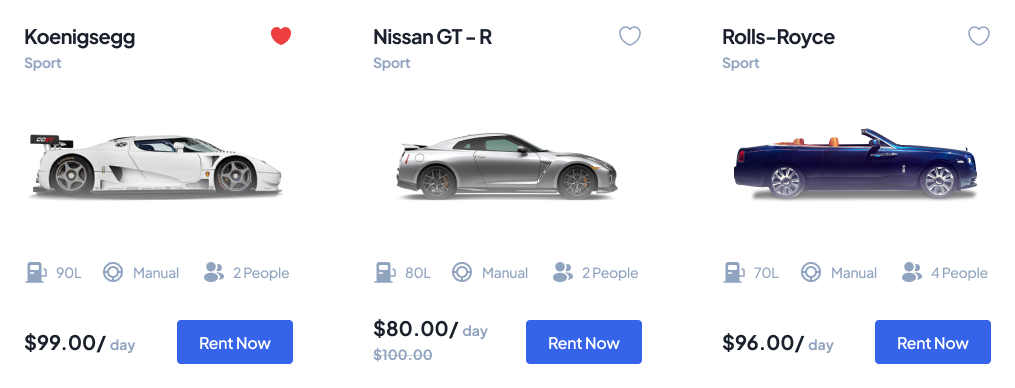 Koenigsegg
Sport
CC
90L Manual 2 People
$99.00/ day
Rent Now
Nissan GT - R
Sport
80L Manual 2 People
$80.00/ day
$100.00
Rent Now
Rolls-Royce
Sport
70L Manual 4 People
$96.00/ day
Rent Now